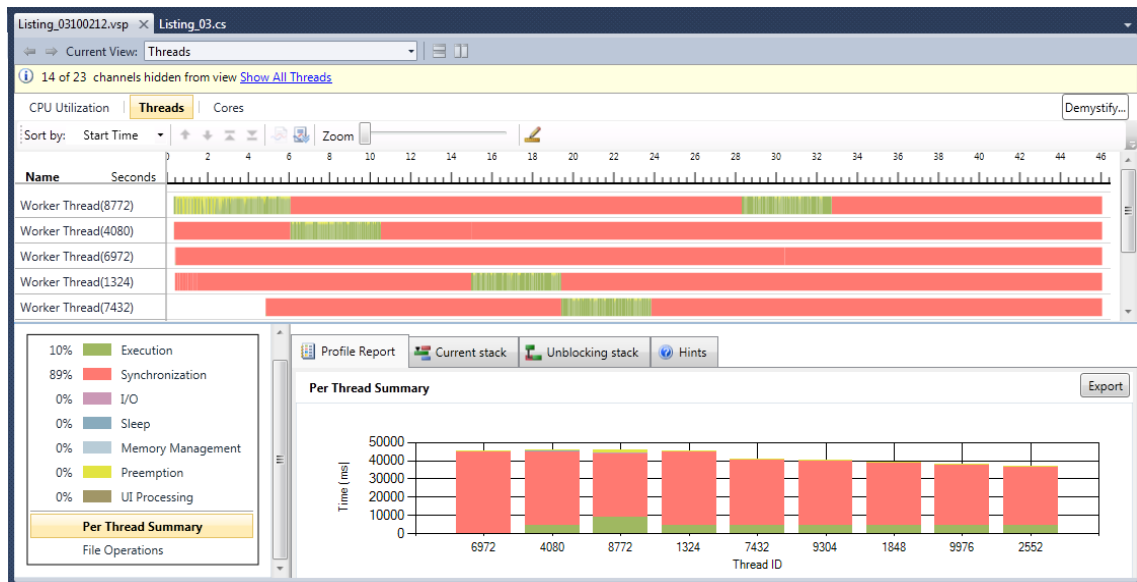 Listing_03100212.vsp × Listing_03.cs
Current View: Threads
14 of 23 channels hidden from view Show All Threads
CPU Utilization Threads Cores Demystify...
Sort by: Start Time Zoom
0 2 4 6 8 10 12 14 16 18 20 22 24 26 28 30 32 34 36 38 40 42 44 46
Name Seconds
Worker Thread(8772)
Worker Thread(4080)
Worker Thread(6972)
Worker Thread(1324)
Worker Thread(7432)
10% Execution
89% Synchronization
0% I/O
0% Sleep
0% Memory Management
0% Preemption
0% UI Processing
Per Thread Summary
File Operations
Profile Report Current stack Unblocking stack Hints
Per Thread Summary Export
Time (ms)
50000
40000
30000
20000
10000
0
6972 4080 8772 1324 7432 9304 1848 9976 2552
Thread ID